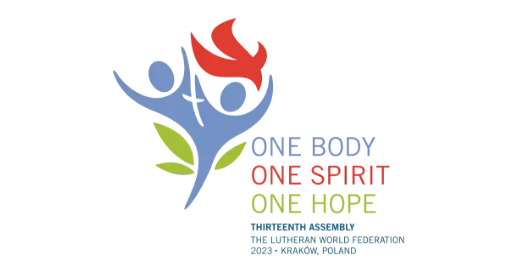 ONE BODY
ONE SPIRIT
ONE HOPE
THIRTEENTH ASSEMBLY
THE LUTHERAN WORLD FEDERATION
2023 • KRAKÓW, POLAND